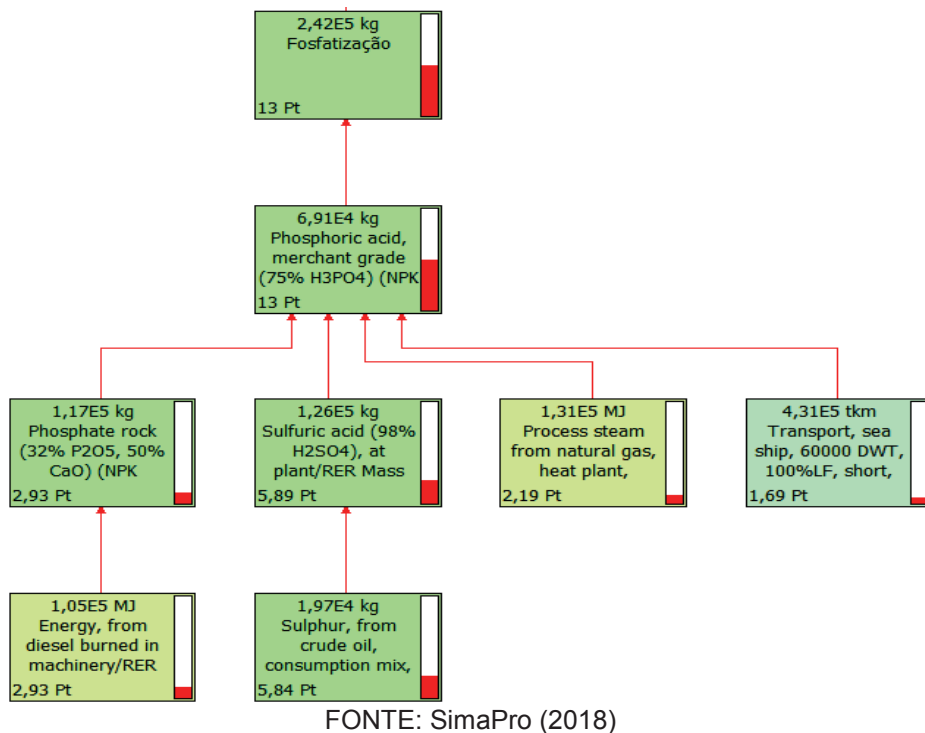 2,42E5 kg
Fosfatização
13 Pt
6,91E4 kg
Phosphoric acid,
merchant grade
(75% H3PO4) (NPK
13 Pt
1,17E5 kg
Phosphate rock
(32% P2O5, 50%
CaO) (NPK
2,93 Pt
1,26E5 kg
Sulfuric acid (98%
H2SO4), at
plant/RER Mass
5,89 Pt
1,31E5 MJ
Process steam
from natural gas,
heat plant,
2,19 Pt
4,31E5 tkm
Transport, sea
ship, 60000 DWT,
100%LF, short,
1,69 Pt
1,05E5 MJ
Energy, from
diesel burned in
machinery/RER
2,93 Pt
1,97E4 kg
Sulphur, from
crude oil,
consumption mix,
5,84 Pt
FONTE: SimaPro (2018)